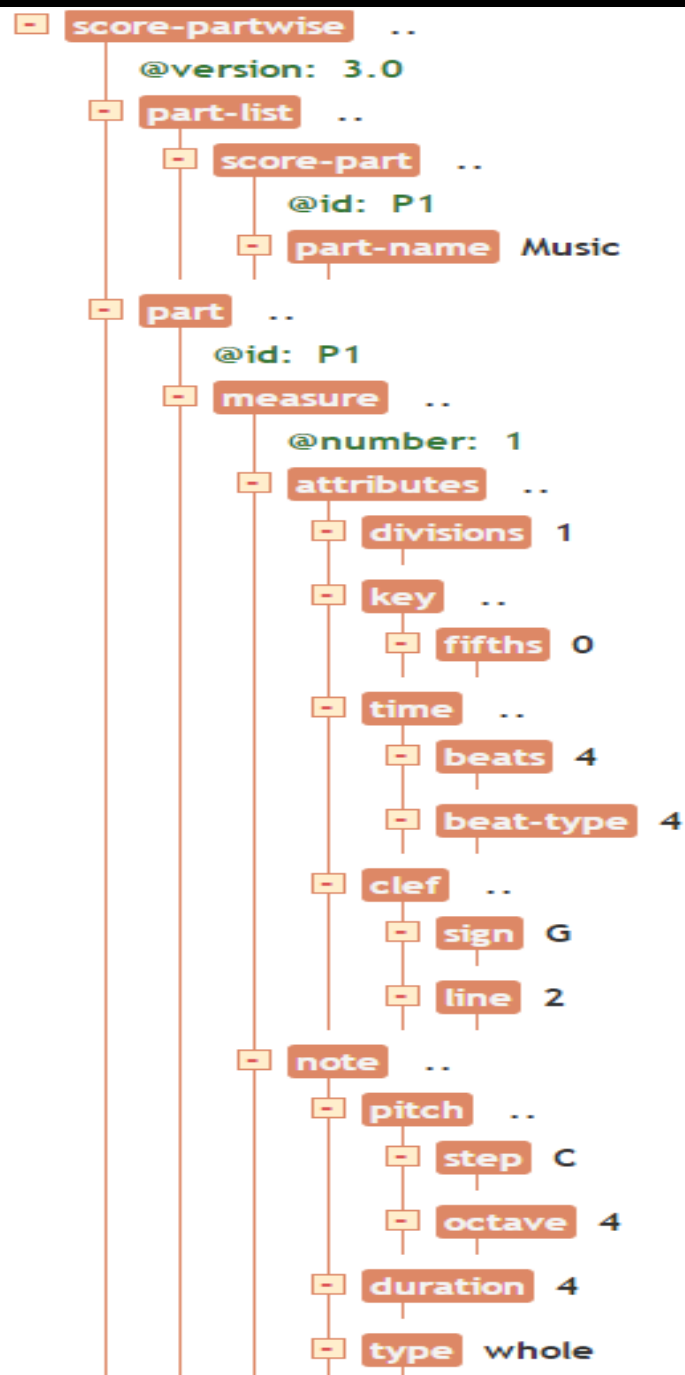 - score-partwise ..
@version: 3.0
- part-list ..
- score-part ..
@id: P1
- part-name Music
- part ..
@id: P1
- measure ..
@number: 1
- attributes ..
- divisions 1
- key ..
- fifths 0
- time ..
- beats 4
- beat-type 4
- clef ..
- sign G
- line 2
- note ..
- pitch ..
- step C
- octave 4
- duration 4
- type whole